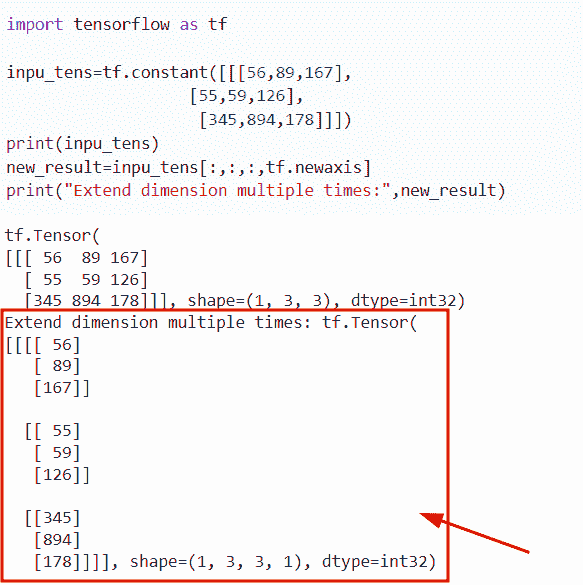 import tensorflow as tf
inpu_tens=tf.constant([[[56,89,167],
[55,59,126],
[345,894,178]]])
print(inpu_tens)
new_result=inpu_tens[:,:,:,tf.newaxis]
print("Extend dimension multiple times:",new_result)
tf.Tensor(
[[[ 56  89 167]
[ 55  59 126]
[345 894 178]]], shape=(1, 3, 3), dtype=int32)
Extend dimension multiple times: tf.Tensor(
[[[[ 56]
[ 89]
[167]]
[[ 55]
[ 59]
[126]]
[[345]
[894]
[178]]]], shape=(1, 3, 3, 1), dtype=int32)